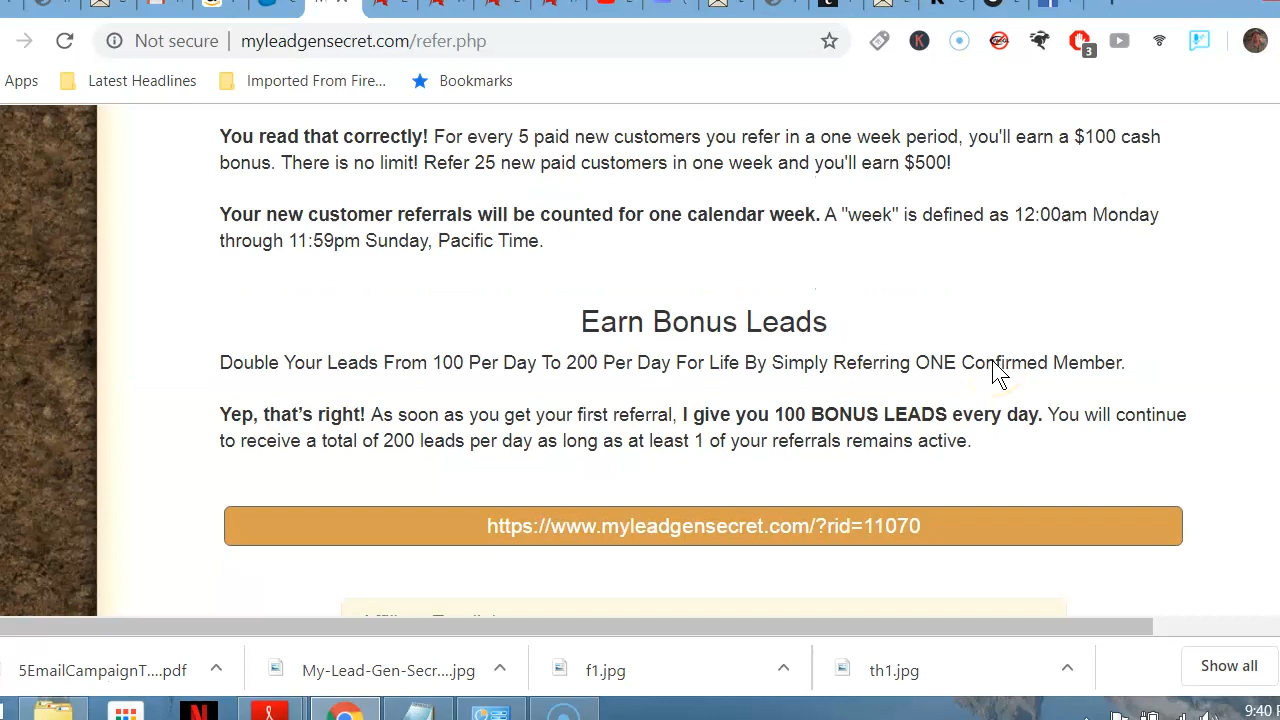 Not secure myleadgensecret.com/refer.php
3
Apps Latest Headlines Imported From Fire... Bookmarks
You read that correctly! For every 5 paid new customers you refer in a one week period, you'll earn a $100 cash
bonus. There is no limit! Refer 25 new paid customers in one week and you'll earn $500!
Your new customer referrals will be counted for one calendar week. A "week" is defined as 12:00am Monday
through 11:59pm Sunday, Pacific Time.
Earn Bonus Leads
Double Your Leads From 100 Per Day To 200 Per Day For Life By Simply Referring ONE Confirmed Member.
Yep, that’s right! As soon as you get your first referral, I give you 100 BONUS LEADS every day. You will continue
to receive a total of 200 leads per day as long as at least 1 of your referrals remains active.
https://www.myleadgensecret.com/?rid=11070
5EmailCampaignT....pdf My-Lead-Gen-Secr....jpg f1.jpg th1.jpg Show all
9:40